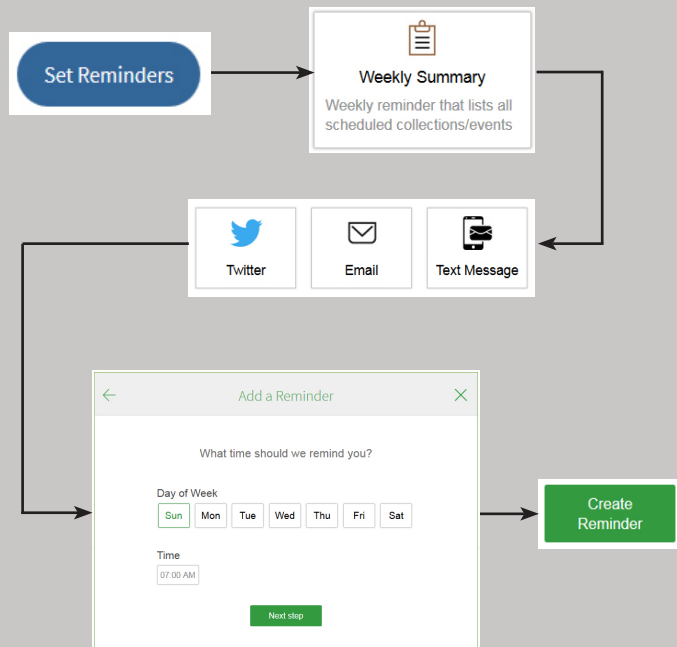 Set Reminders
Weekly Summary
Weekly reminder that lists all
scheduled collections/events
Twitter
Email
Text Message
Add a Reminder
What time should we remind you?
Day of Week
Sun Mon Tue Wed Thu Fri Sat
Time
07:00 AM
Next step
Create
Reminder